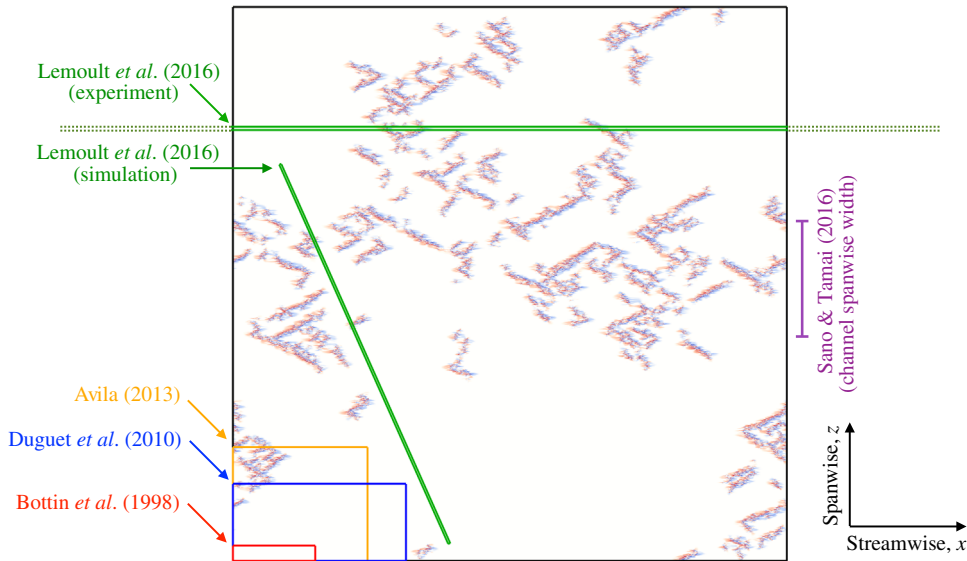 Lemoult et al. (2016)
(experiment)
Lemoult et al. (2016)
(simulation)
Sano & Tamai (2016)
(channel spanwise width)
Avila (2013)
Duguet et al. (2010)
Bottin et al. (1998)
Spanwise, z
Streamwise, x